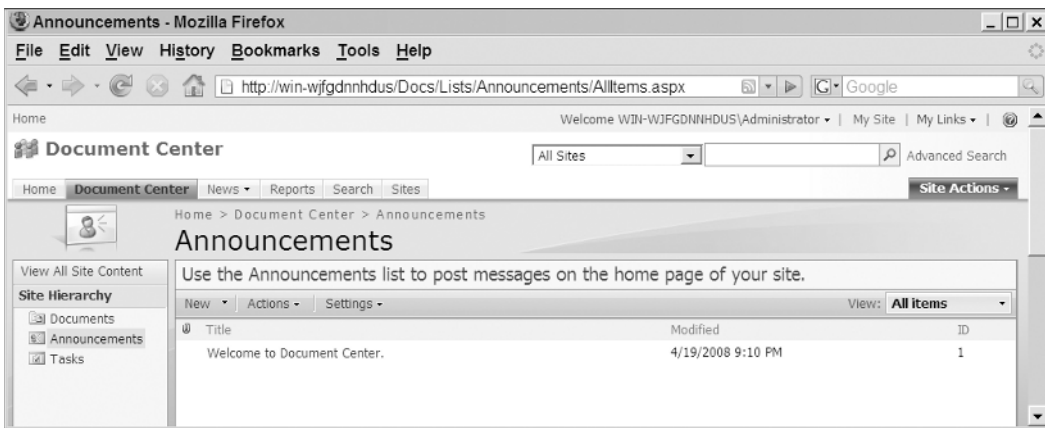 Announcements - Mozilla Firefox
File Edit View History Bookmarks Tools Help
http://win-wjfgdnnhdus/Docs/Lists/Announcements/AllItems.aspx G Google
Home Welcome WIN-WJFGDNNHDUS\Administrator | My Site | My Links |
Document Center All Sites Advanced Search
Home Document Center News Reports Search Sites Site Actions
Home > Document Center > Announcements
Announcements
View All Site Content Use the Announcements list to post messages on the home page of your site.
Site Hierarchy New Actions Settings View: All items
Documents
Announcements
Tasks
Title Modified ID
Welcome to Document Center. 4/19/2008 9:10 PM 1